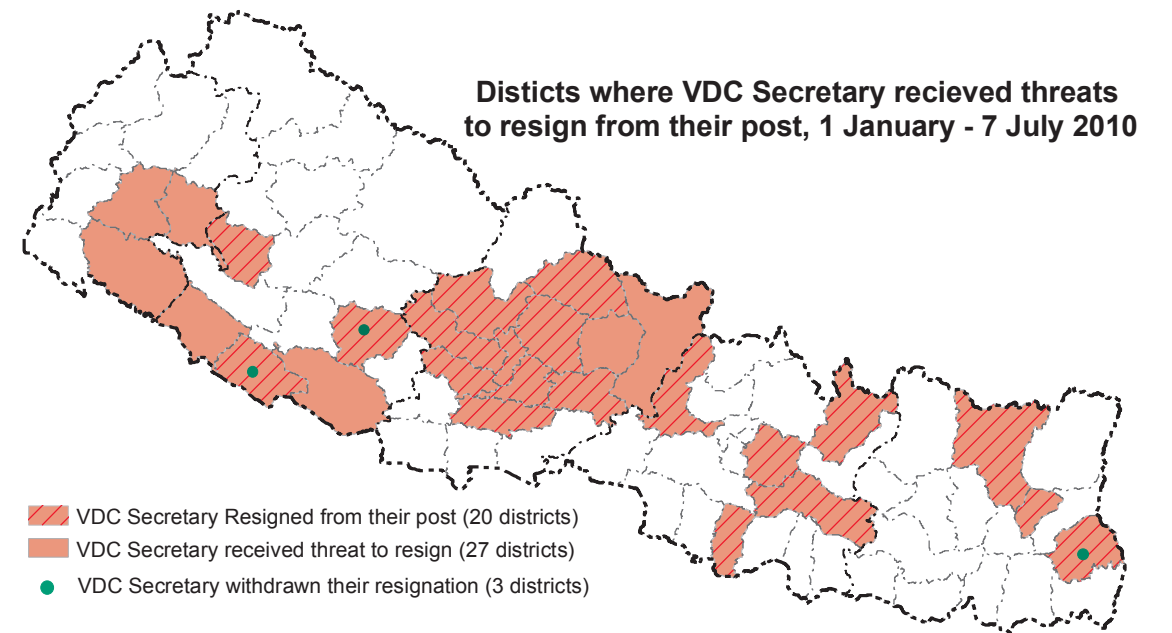 Disticts where VDC Secretary recieved threats
to resign from their post, 1 January - 7 July 2010
VDC Secretary Resigned from their post (20 districts)
VDC Secretary received threat to resign (27 districts)
VDC Secretary withdrawn their resignation (3 districts)